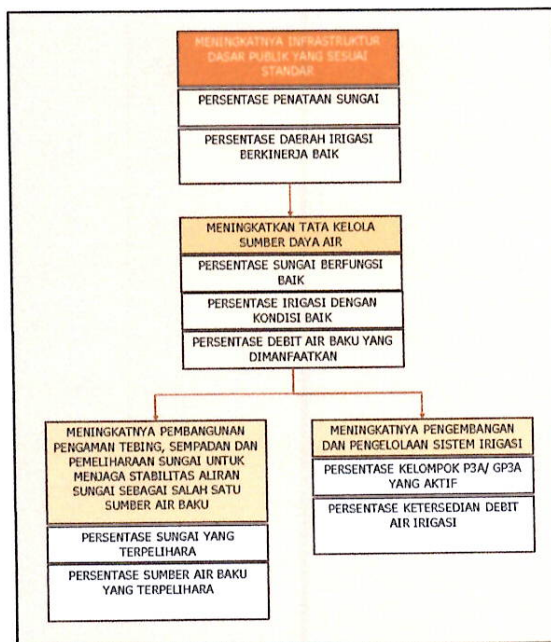 MENINGKATNYA INFRASTRUKTUR
DASAR PUBLIK YANG SESUAI
STANDAR
PERSENTASE PENATAAN SUNGAI
PERSENTASE DAERAH IRIGASI
BERKINERJA BAIK
MENINGKATKAN TATA KELOLA
SUMBER DAYA AIR
PERSENTASE SUNGAI BERFUNGSI
BAIK
PERSENTASE IRIGASI DENGAN
KONDISI BAIK
PERSENTASE DEBIT AIR BAKU YANG
DIMANFAATKAN
MENINGKATNYA PEMBANGUNAN
PENGAMAN TEBING, SEMPADAN DAN
PEMELIHARAAN SUNGAI UNTUK
MENJAGA STABILITAS ALIRAN
SUNGAI SEBAGAI SALAH SATU
SUMBER AIR BAKU
PERSENTASE SUNGAI YANG
TERPELIHARA
PERSENTASE SUMBER AIR BAKU
YANG TERPELIHARA
MENINGKATNYA PENGEMBANGAN
DAN PENGELOLAAN SISTEM IRIGASI
PERSENTASE KELOMPOK P3A/ GP3A
YANG AKTIF
PERSENTASE KETERSEDIAN DEBIT
AIR IRIGASI